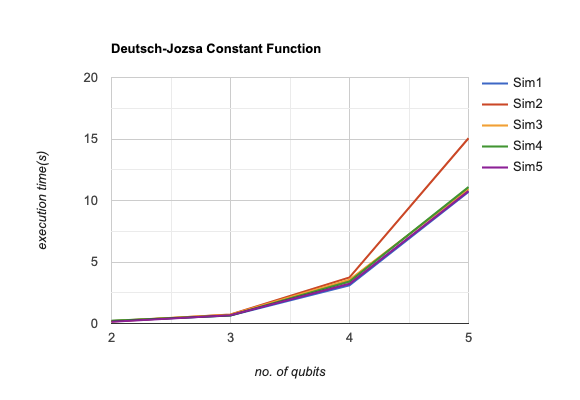 Deutsch-Jozsa Constant Function
20
15
10
5
0
execution time(s)
2 3 4 5
no. of qubits
Sim1
Sim2
Sim3
Sim4
Sim5